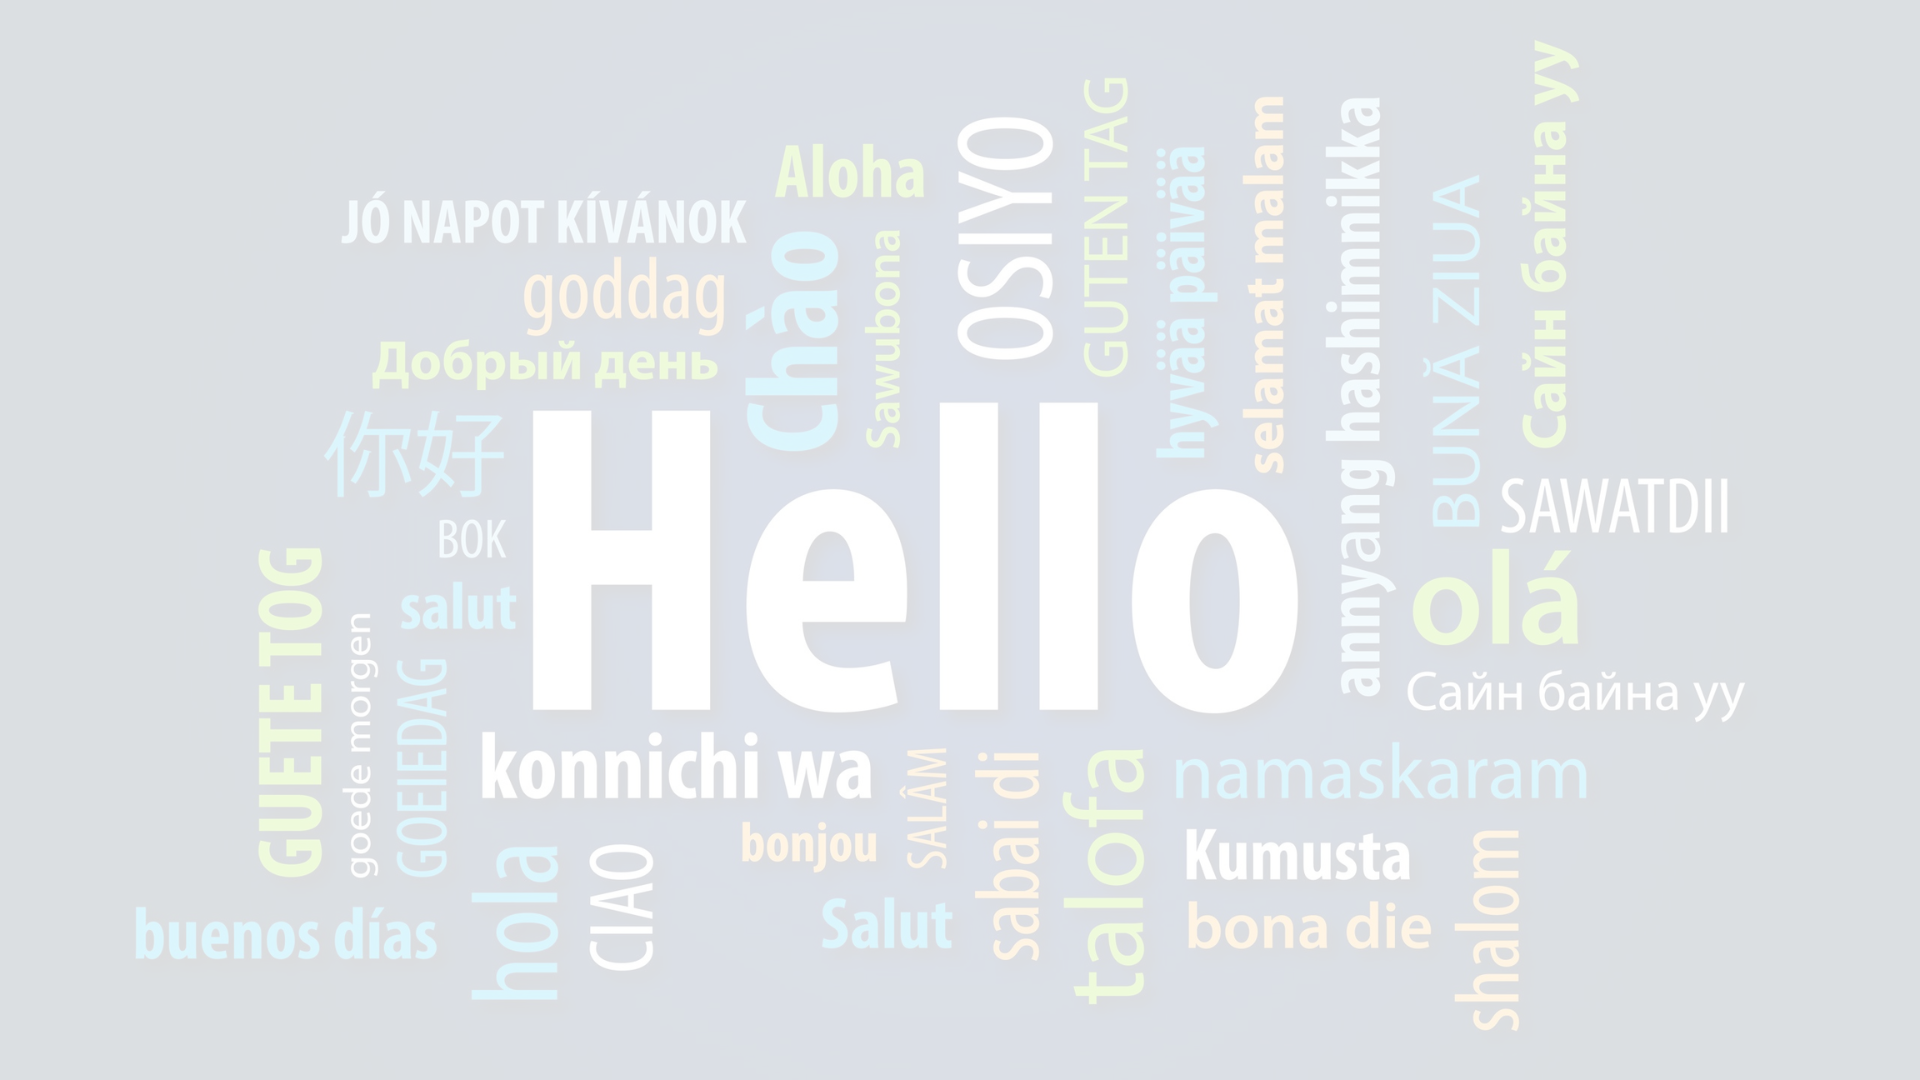 Сайн байна уу
GUTEN TAG
selamat malam
annyang hashimnikka
OSIYO
Aloha
hyvää päivää
BUNĂ ZIUA
JÓ NAPOT KÍVÁNOK
Chào
Sawubona
goddag
Добрый день
你好
Hello
SAWATDII
BOK
GUETE TOG
olá
salut
goede morgen
GOEIEDAG
Сайн байна уу
konnichi wa
SALÂM
sabai di
talofa
namaskaram
bonjou
Kumusta
shalom
hola
CIAO
buenos días
Salut
bona die